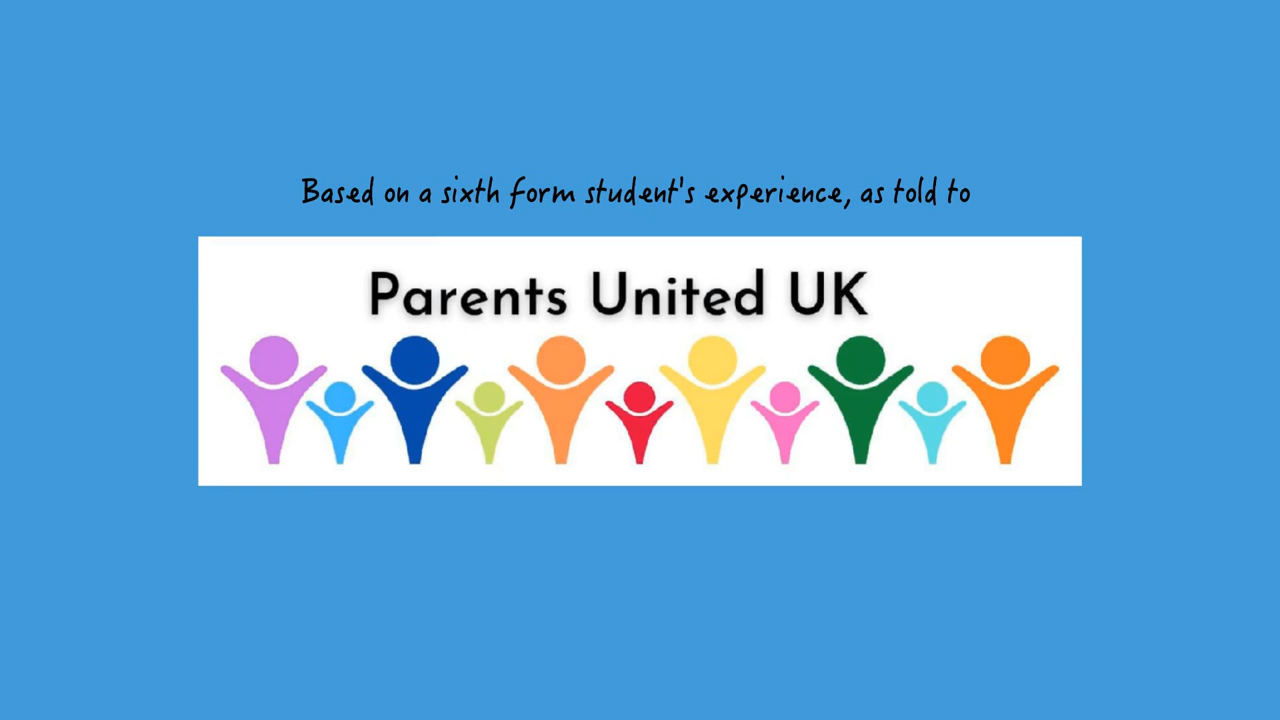 Based on a sixth form student's experience, as told to
Parents United UK